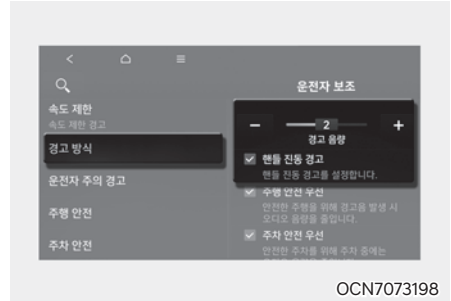 운전자 보조
속도 제한
속도 제한 경고
경고 방식
운전자 주의 경고
주행 안전
주차 안전
− 2 +
경고 음량
핸들 진동 경고
핸들 진동 경고를 설정합니다.
주행 안전 우선
안전한 주행을 위해 경고음 발생 시
오디오 음량을 줄입니다.
주차 안전 우선
안전한 주차를 위해 주차 중에는
OCN7073198